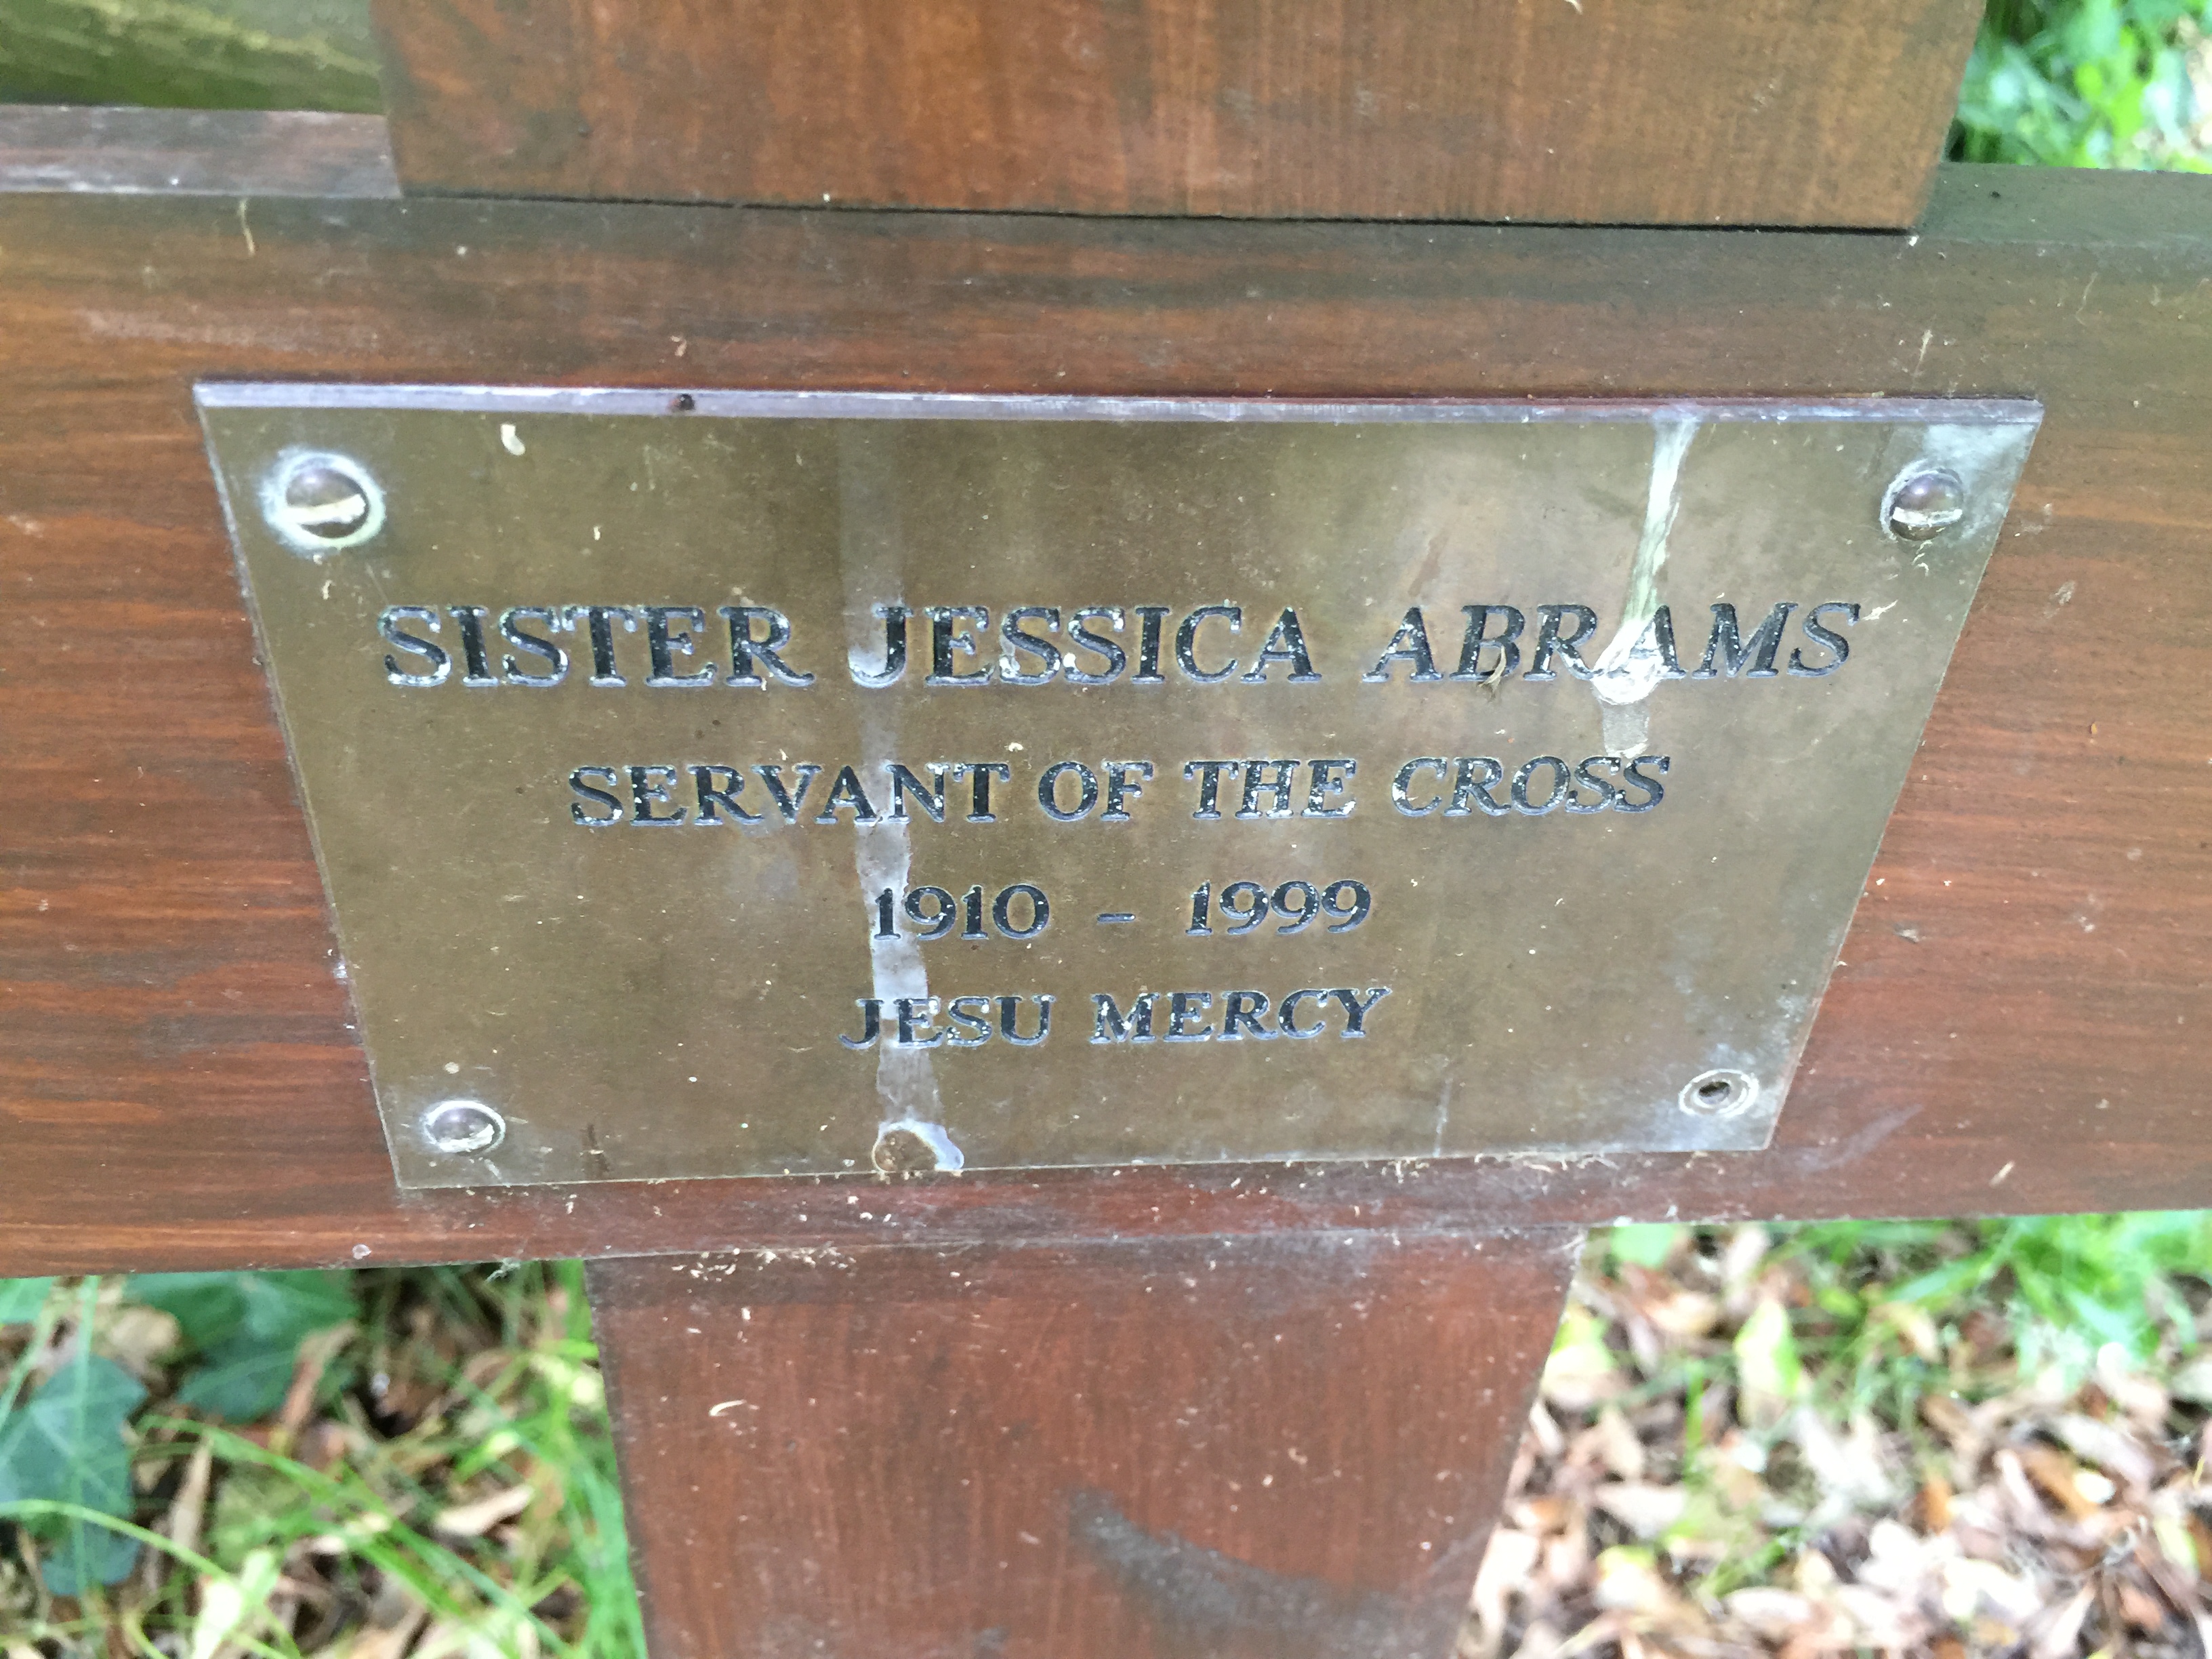 SISTER JESSICA ABRAMS
SERVANT OF THE CROSS
1910 - 1999
JESU MERCY